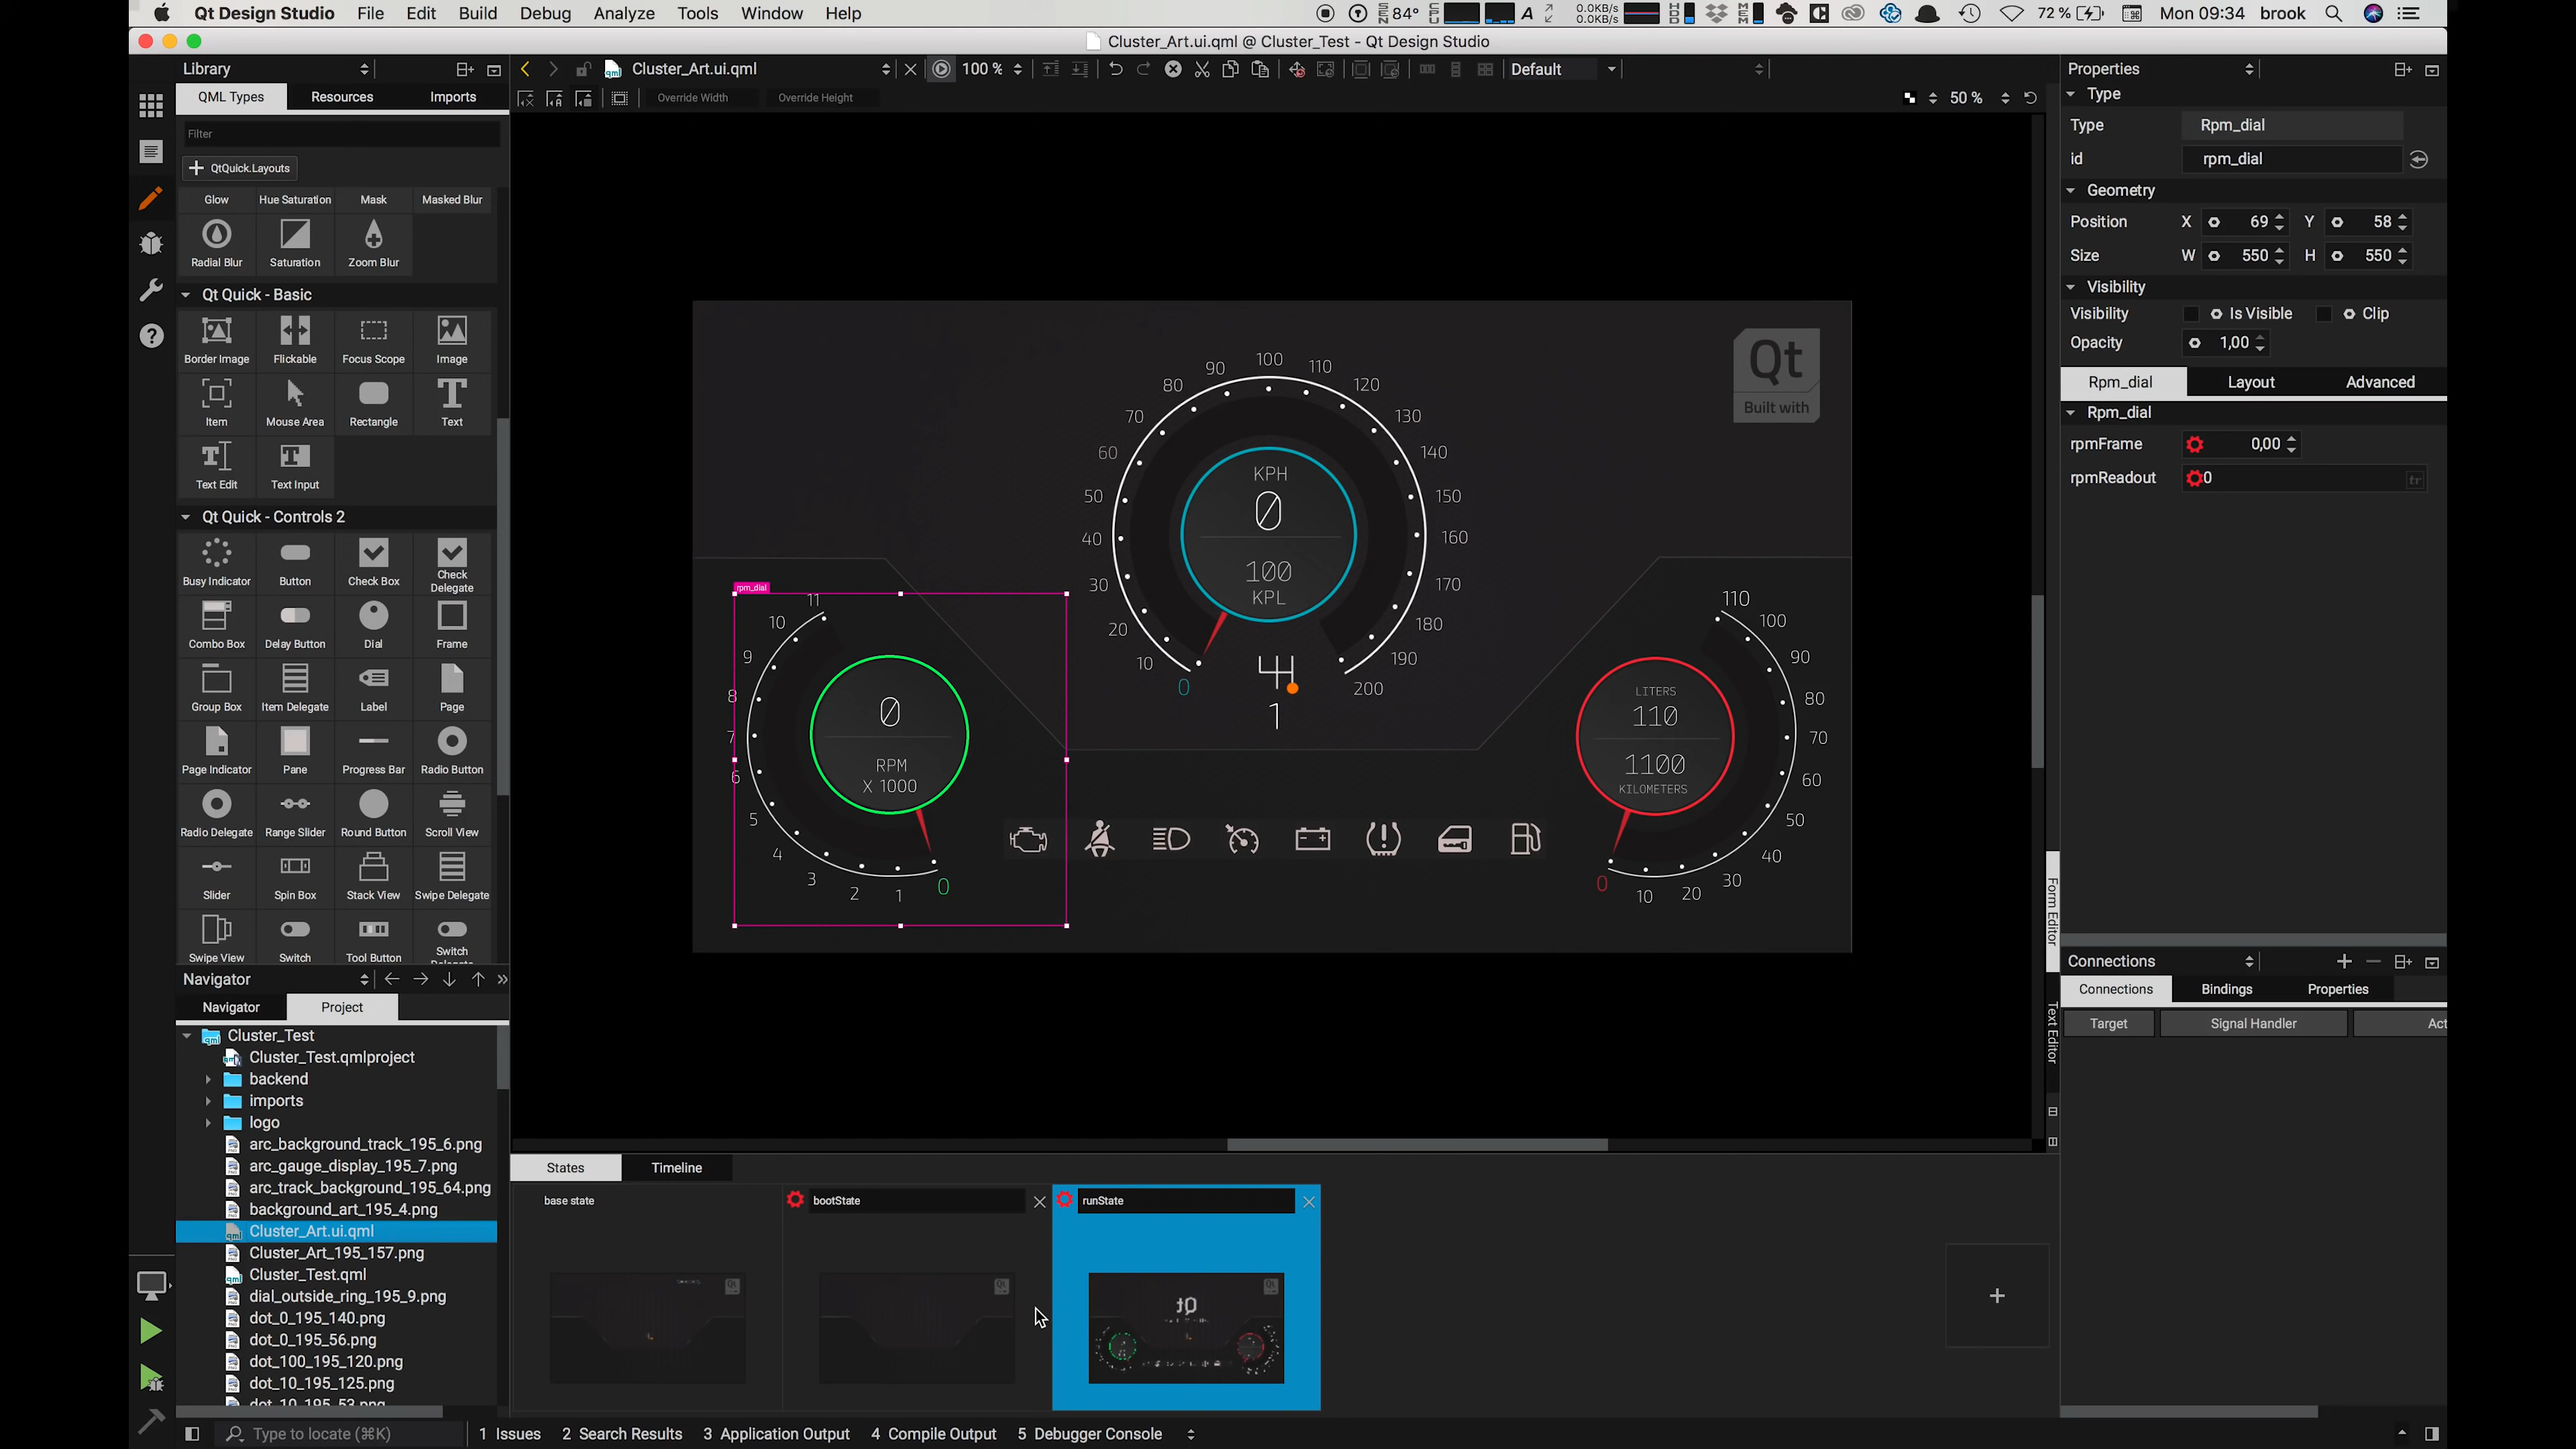 Qt Design Studio File Edit Build Debug Analyze Tools Window Help
SEN 84° CPU A 0.0KB/s 0.0KB/s HDD MEM 72 % Mon 09:34 brook
Cluster_Art.ui.qml @ Cluster_Test - Qt Design Studio
Library
QML Types Resources Imports
Filter
QtQuick.Layouts
Glow Hue Saturation Mask Masked Blur
Radial Blur Saturation Zoom Blur
Qt Quick - Basic
Border Image Flickable Focus Scope Image
Item Mouse Area Rectangle Text
Text Edit Text Input
Qt Quick - Controls 2
Busy Indicator Button Check Box Check Delegate
Combo Box Delay Button Dial Frame
Group Box Item Delegate Label Page
Page Indicator Pane Progress Bar Radio Button
Radio Delegate Range Slider Round Button Scroll View
Slider Spin Box Stack View Swipe Delegate
Swipe View Switch Tool Button Switch
Navigator
Navigator Project
Cluster_Test
Cluster_Test.qmlproject
backend
imports
logo
arc_background_track_195_6.png
arc_gauge_display_195_7.png
arc_track_background_195_64.png
background_art_195_4.png
Cluster_Art.ui.qml
Cluster_Art_195_157.png
Cluster_Test.qml
dial_outside_ring_195_9.png
dot_0_195_140.png
dot_0_195_56.png
dot_100_195_120.png
dot_10_195_125.png
dot_10_195_53.png
Cluster_Art.ui.qml 100 % Default
Override Width Override Height 50 %
Qt
Built with
0 10 20 30 40 50 60 70 80 90 100 110 120 130 140 150 160 170 180 190 200
KPH
0
100
KPL
1
rpm_dial
11 10 9 8 7 6 5 4 3 2 1 0
0
RPM
X 1000
110 100 90 80 70 60 50 40 30 20 10 0
LITERS
110
1100
KILOMETERS
Form Editor
Text Editor
States Timeline
base state bootState runState
Properties
Type
Type Rpm_dial
id rpm_dial
Geometry
Position X 69 Y 58
Size W 550 H 550
Visibility
Visibility Is Visible Clip
Opacity 1,00
Rpm_dial Layout Advanced
Rpm_dial
rpmFrame 0,00
rpmReadout 0 tr
Connections
Connections Bindings Properties
Target Signal Handler Act
Type to locate (⌘K) 1 Issues 2 Search Results 3 Application Output 4 Compile Output 5 Debugger Console